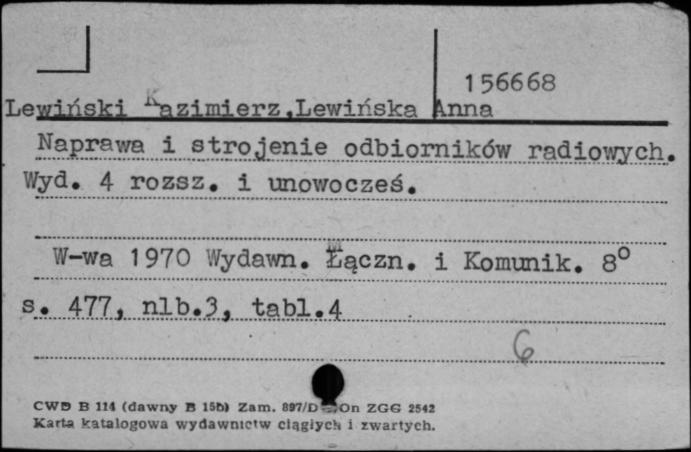 156668
Lewiński Kazimierz,Lewińska Anna
Naprawa i strojenie odbiorników radiowych.
Wyd. 4 rozsz. i unowocześ.
W-wa 1970 Wydawn. Łączn. i Komunik. 8°
s. 477, nlb.3, tabl.4
6
CWD B 114 (dawny B 15b) Zam. 897/D On ZGG 2542
Karta katalogowa wydawnictw ciągłych i zwartych.